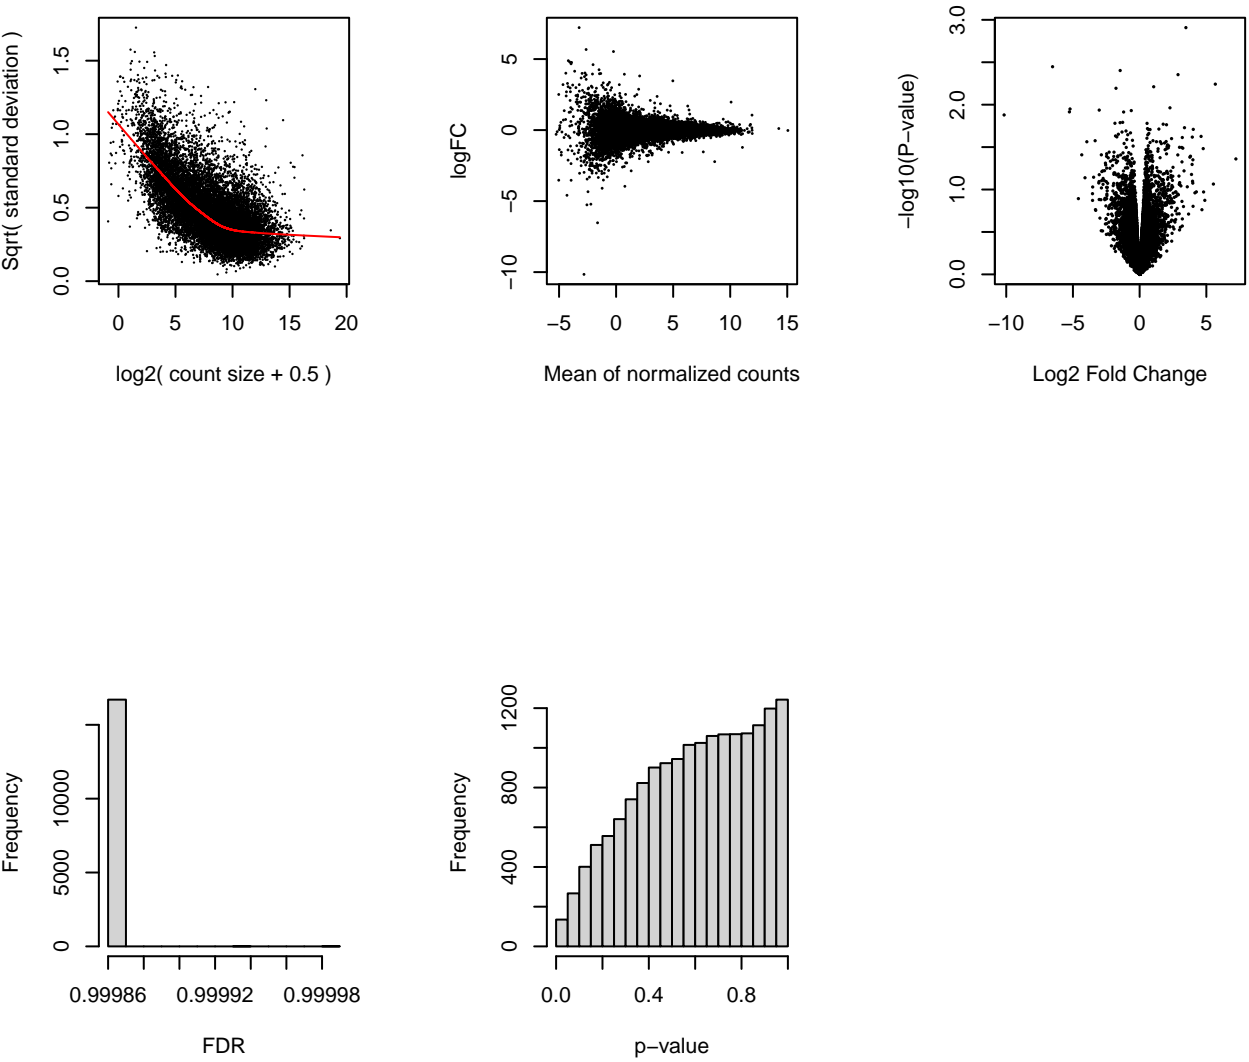 Sqrt( standard deviation )
0.0 0.5 1.0 1.5
0 5 10 15 20
log2( count size + 0.5 )
logFC
−10 −5 0 5
−5 0 5 10 15
Mean of normalized counts
−log10(P−value)
0.0 1.0 2.0 3.0
−10 −5 0 5
Log2 Fold Change
Frequency
0 5000 10000
0.99986 0.99992 0.99998
FDR
Frequency
0 400 800 1200
0.0 0.4 0.8
p−value